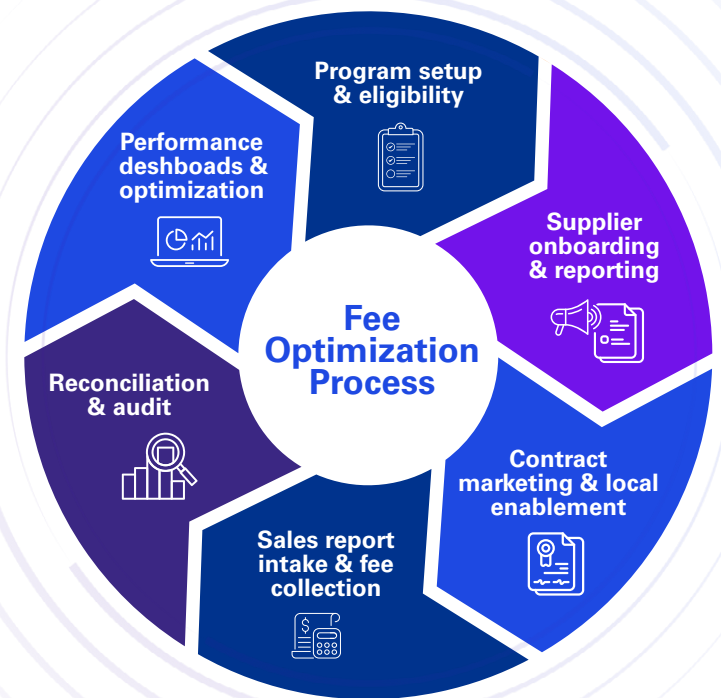 Program setup
& eligibility
Supplier
onboarding
& reporting
Contract
marketing & local
enablement
Sales report
intake & fee
collection
$
Reconciliation
& audit
Performance
deshboads &
optimization
Fee
Optimization
Process